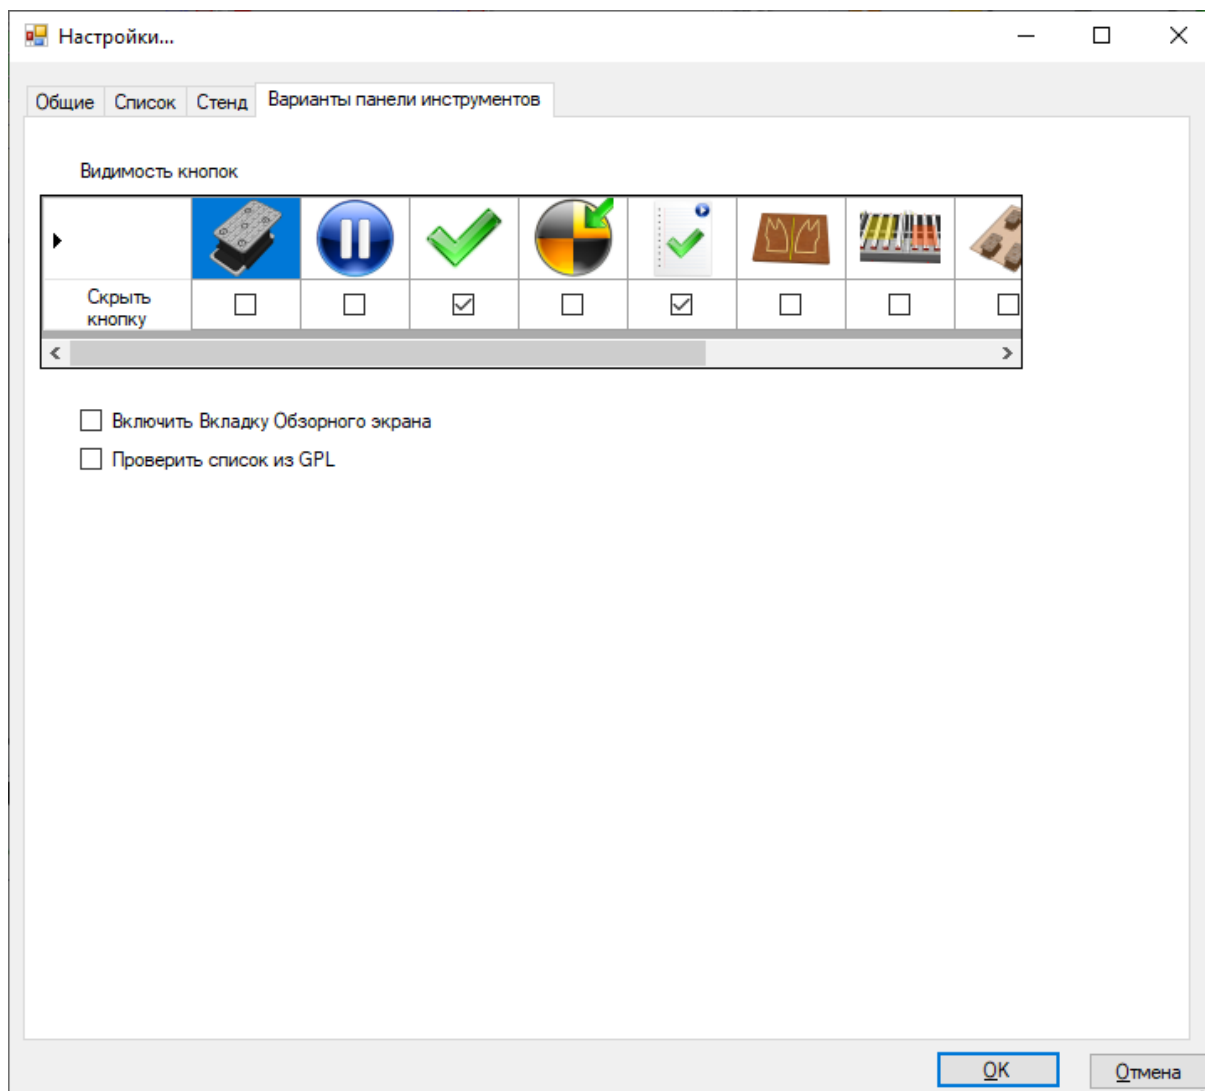 Настройки...
Общие Список Стенд Варианты панели инструментов
Видимость кнопок
Скрыть
кнопку
Включить Вкладку Обзорного экрана
Проверить список из GPL
OK Отмена